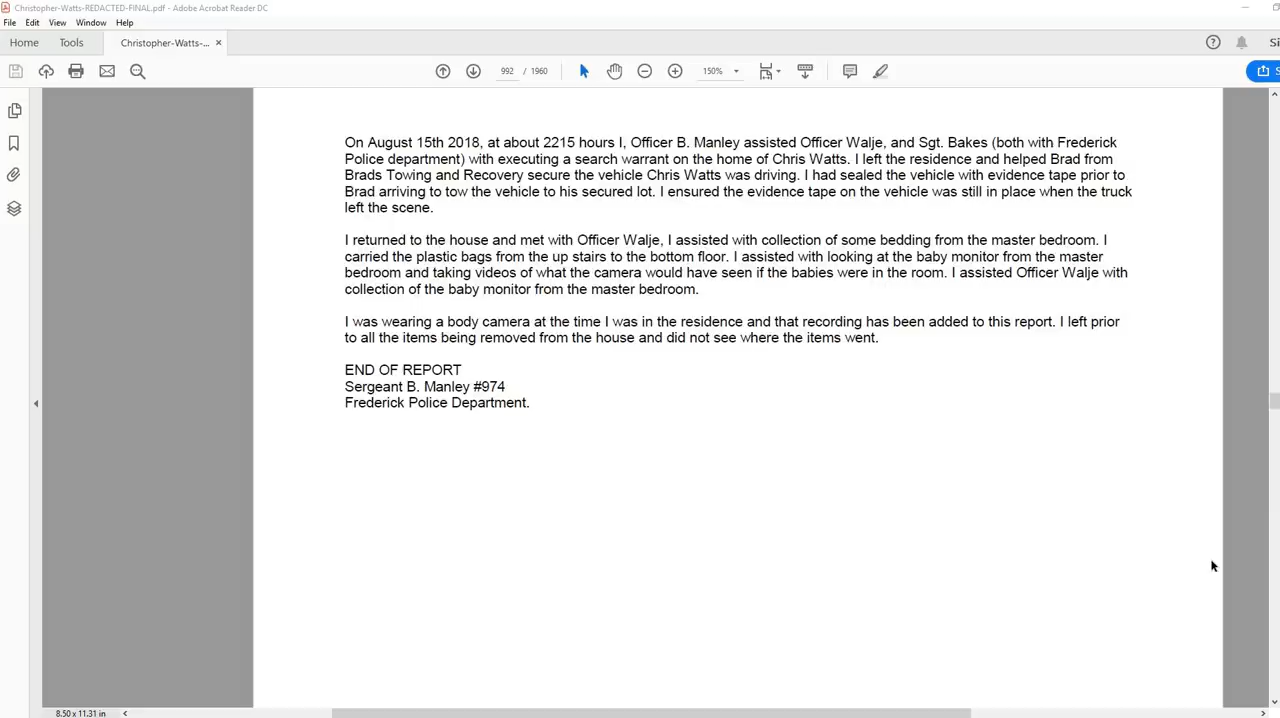 Christopher-Watts-REDACTED-FINAL.pdf - Adobe Acrobat Reader DC
File Edit View Window Help
Home Tools Christopher-Watts-... ×
992 / 1960 150%
On August 15th 2018, at about 2215 hours I, Officer B. Manley assisted Officer Walje, and Sgt. Bakes (both with Frederick
Police department) with executing a search warrant on the home of Chris Watts. I left the residence and helped Brad from
Brads Towing and Recovery secure the vehicle Chris Watts was driving. I had sealed the vehicle with evidence tape prior to
Brad arriving to tow the vehicle to his secured lot. I ensured the evidence tape on the vehicle was still in place when the truck
left the scene.
I returned to the house and met with Officer Walje, I assisted with collection of some bedding from the master bedroom. I
carried the plastic bags from the up stairs to the bottom floor. I assisted with looking at the baby monitor from the master
bedroom and taking videos of what the camera would have seen if the babies were in the room. I assisted Officer Walje with
collection of the baby monitor from the master bedroom.
I was wearing a body camera at the time I was in the residence and that recording has been added to this report. I left prior
to all the items being removed from the house and did not see where the items went.
END OF REPORT
Sergeant B. Manley #974
Frederick Police Department.
8.50 x 11.31 in